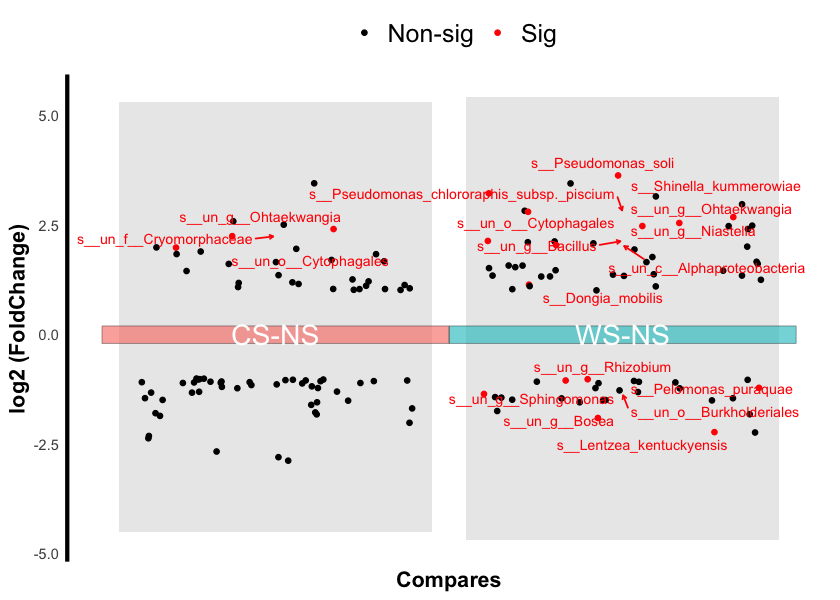 Non-sig Sig
5.0
2.5
0.0
-2.5
-5.0
log2 (FoldChange)
s__un_g__Ohtaekwangia
s__un_f__Cryomorphaceae
s__un_o__Cytophagales
CS-NS
s__Pseudomonas_soli
s__Pseudomonas_chlororaphis_subsp._piscium
s__Shinella_kummerowiae
s__un_g__Ohtaekwangia
s__un_o__Cytophagales
s__un_g__Niastella
s__un_g__Bacillus
s__un_c__Alphaproteobacteria
s__Dongia_mobilis
WS-NS
s__un_g__Rhizobium
s__Pelomonas_puraquae
s__un_g__Sphingomonas
s__un_o__Burkholderiales
s__un_g__Bosea
s__Lentzea_kentuckyensis
Compares